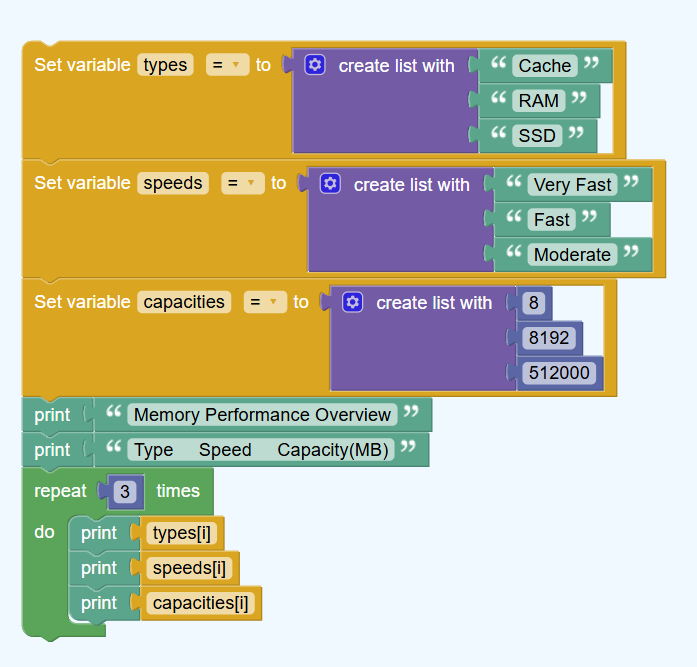 Set variable types = to create list with “ Cache ”
“ RAM ”
“ SSD ”
Set variable speeds = to create list with “ Very Fast ”
“ Fast ”
“ Moderate ”
Set variable capacities = to create list with 8
8192
512000
print “ Memory Performance Overview ”
print “ Type Speed Capacity(MB) ”
repeat 3 times
do print types[i]
print speeds[i]
print capacities[i]